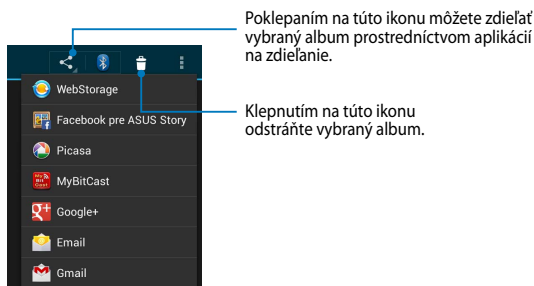 Poklepaním na túto ikonu môžete zdieľať
vybraný album prostredníctvom aplikácií
na zdieľanie.
WebStorage
Facebook pre ASUS Story
Picasa
MyBitCast
Google+
Email
Gmail
Klepnutím na túto ikonu
odstráňte vybraný album.